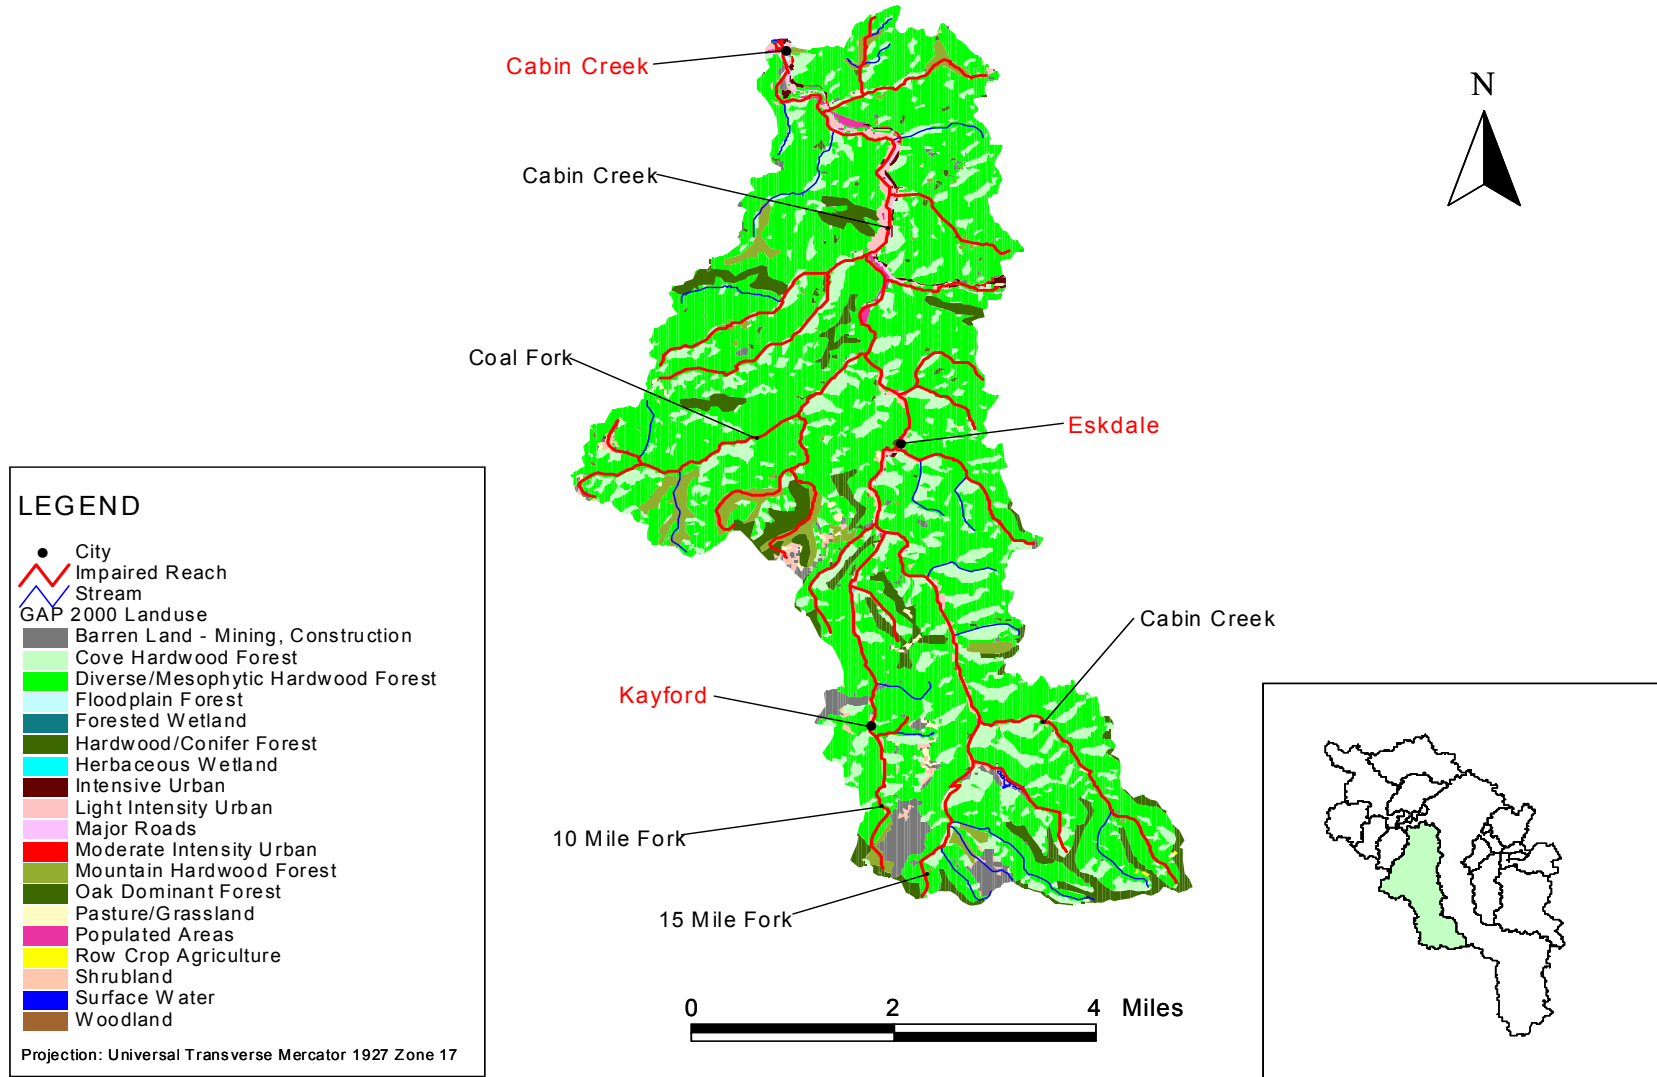 N
Cabin Creek
Cabin Creek
Coal Fork
Eskdale
Cabin Creek
Kayford
10 Mile Fork
15 Mile Fork
LEGEND
City
Impaired Reach
Stream
GAP 2000 Landuse
Barren Land - Mining, Construction
Cove Hardwood Forest
Diverse/Mesophytic Hardwood Forest
Floodplain Forest
Forested Wetland
Hardwood/Conifer Forest
Herbaceous Wetland
Intensive Urban
Light Intensity Urban
Major Roads
Moderate Intensity Urban
Mountain Hardwood Forest
Oak Dominant Forest
Pasture/Grassland
Populated Areas
Row Crop Agriculture
Shrubland
Surface Water
Woodland
Projection: Universal Transverse Mercator 1927 Zone 17
0 2 4 Miles